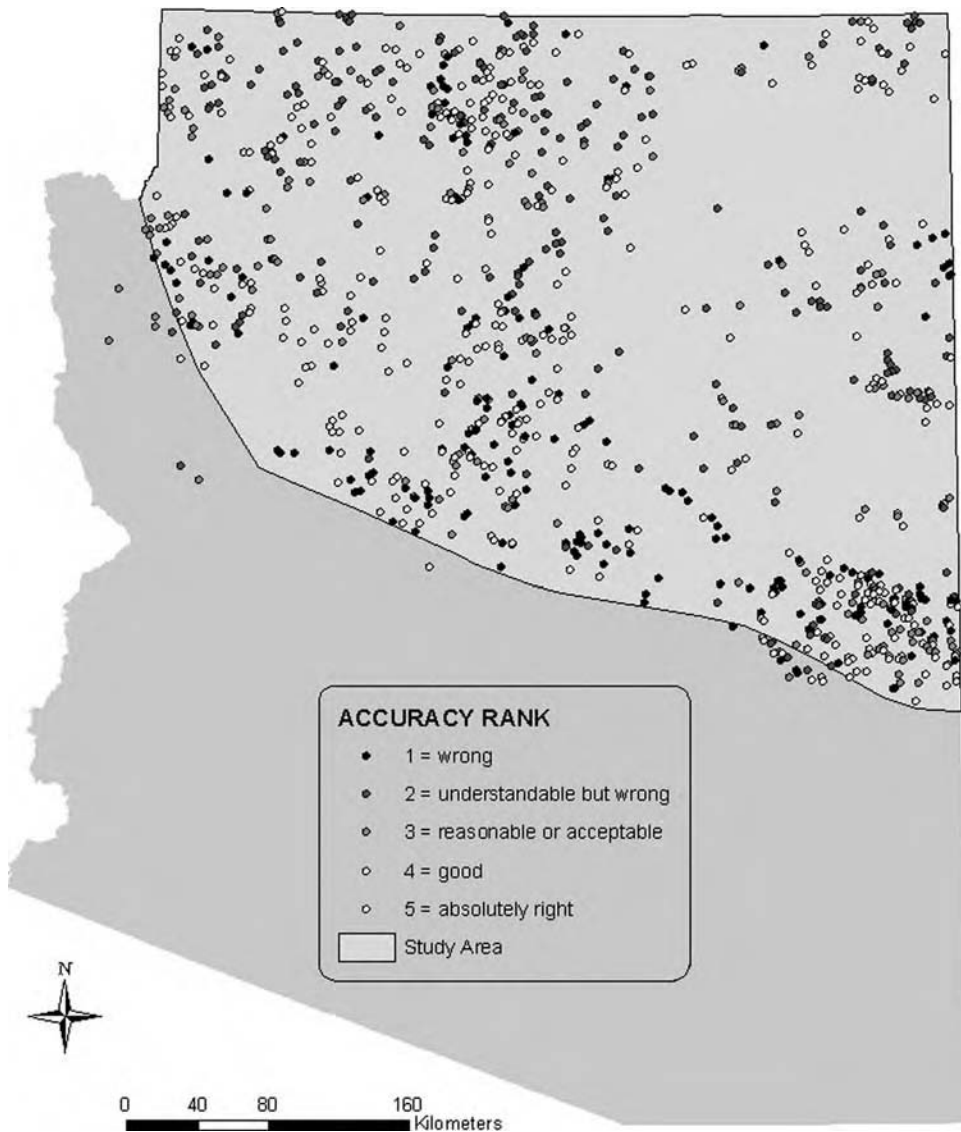 ACCURACY RANK
1 = wrong
2 = understandable but wrong
3 = reasonable or acceptable
4 = good
5 = absolutely right
Study Area
N
0 40 80 160
Kilometers